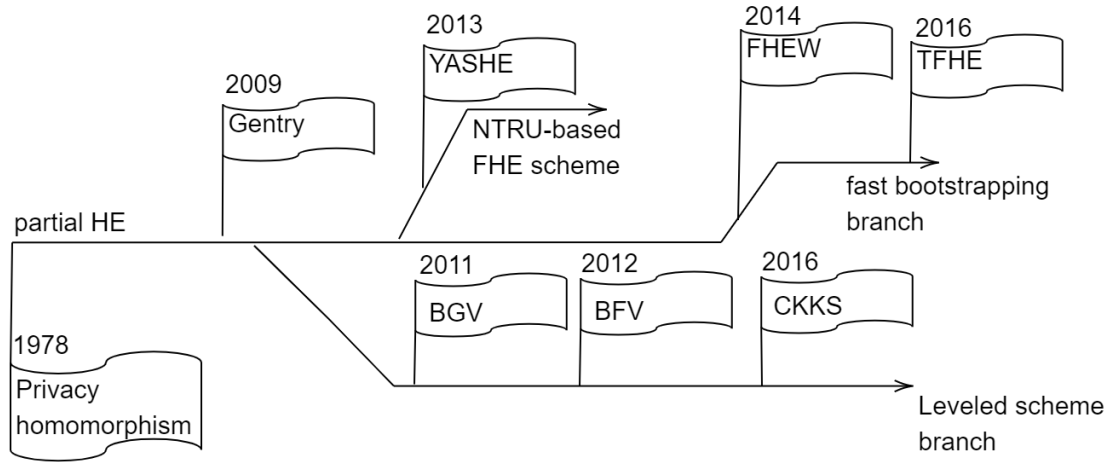 2013
YASHE
2014
FHEW
2016
TFHE
2009
Gentry
NTRU-based
FHE scheme
fast bootstrapping
branch
partial HE
2011
BGV
2012
BFV
2016
CKKS
1978
Privacy
homomorphism
Leveled scheme
branch